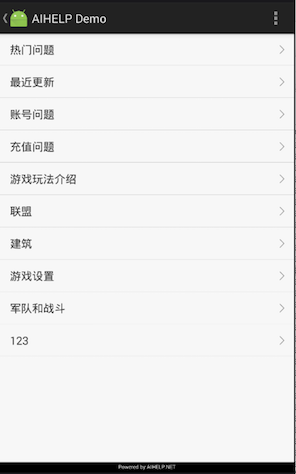 AIHELP Demo
热门问题
最近更新
账号问题
充值问题
游戏玩法介绍
联盟
建筑
游戏设置
军队和战斗
123
Powered by AIHELP.NET